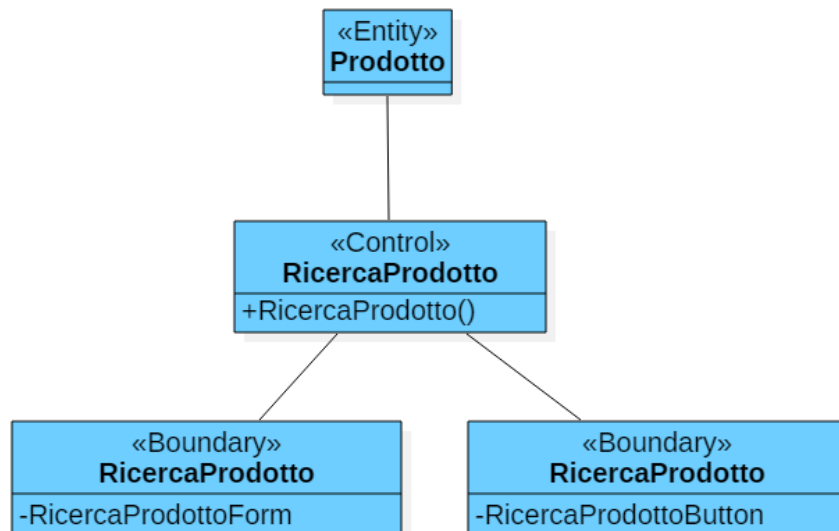 «Entity»
Prodotto
«Control»
RicercaProdotto
+RicercaProdotto()
«Boundary»
RicercaProdotto
-RicercaProdottoForm
«Boundary»
RicercaProdotto
-RicercaProdottoButton